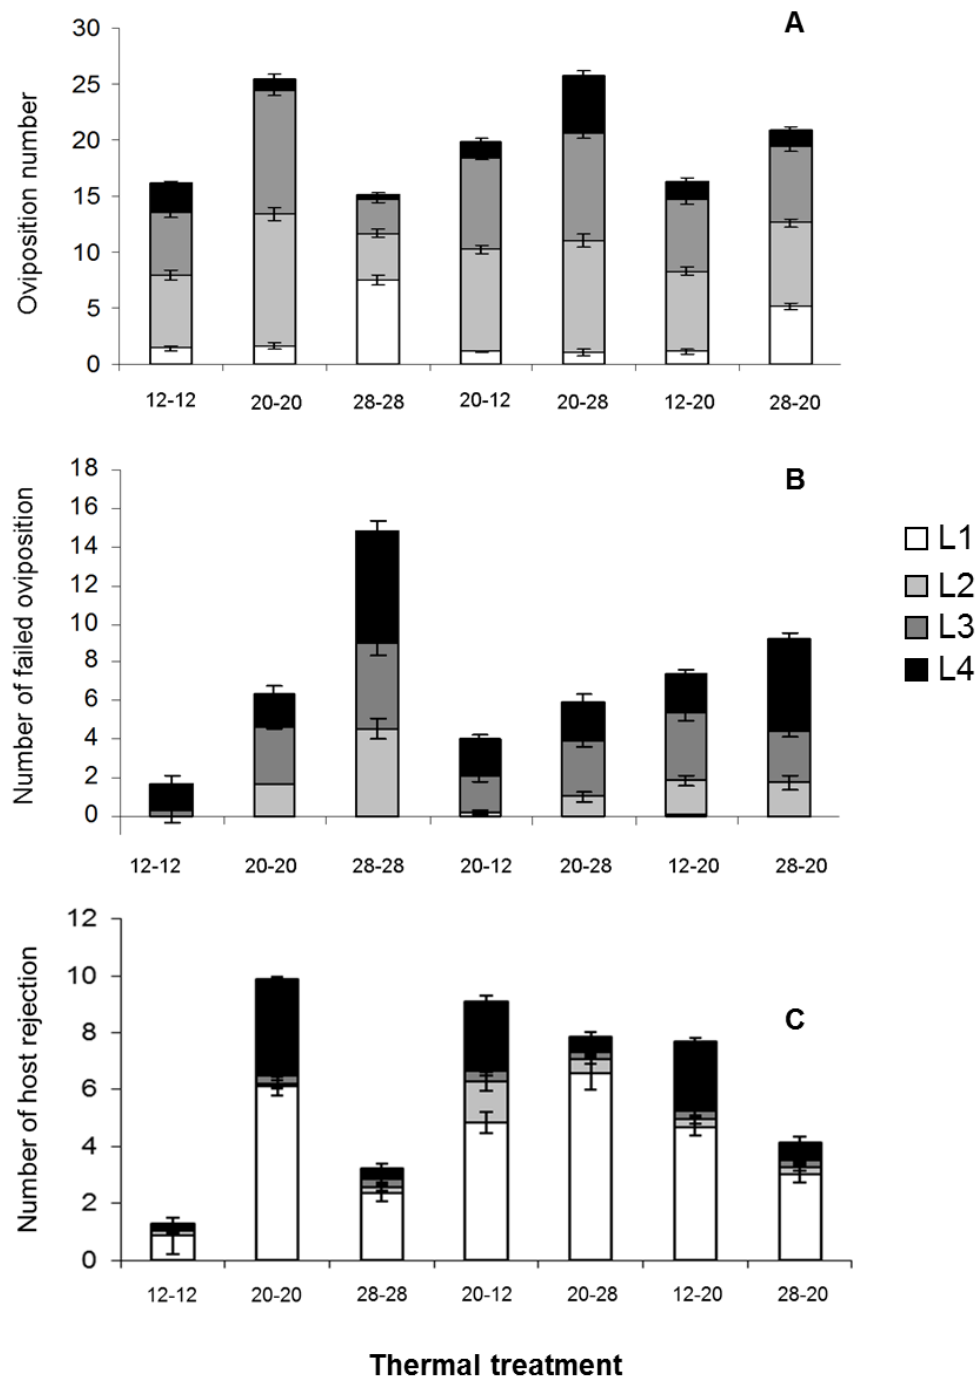 A
Oviposition number
30
25
20
15
10
5
0
12-12 20-20 28-28 20-12 20-28 12-20 28-20
B
Number of failed oviposition
18
16
14
12
10
8
6
4
2
0
12-12 20-20 28-28 20-12 20-28 12-20 28-20
L1
L2
L3
L4
C
Number of host rejection
12
10
8
6
4
2
0
12-12 20-20 28-28 20-12 20-28 12-20 28-20
Thermal treatment